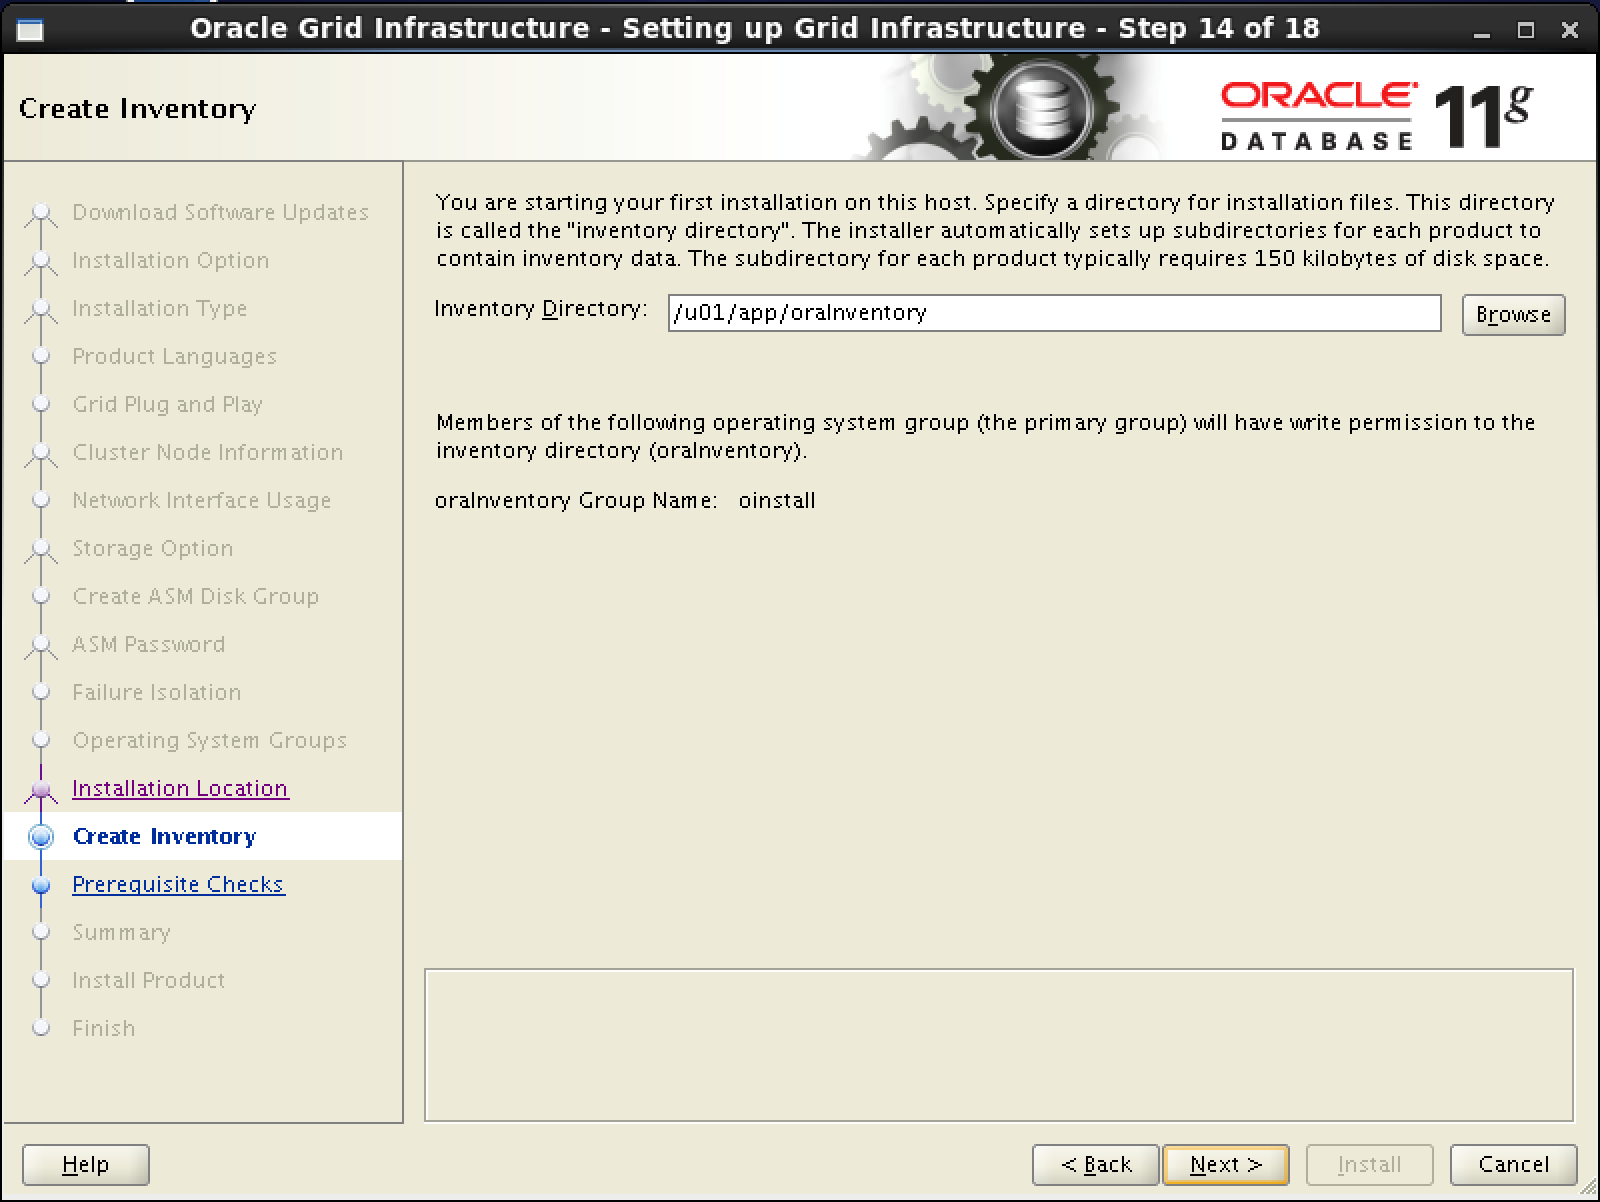 Oracle Grid Infrastructure - Setting up Grid Infrastructure - Step 14 of 18
Create Inventory
ORACLE
DATABASE
11g
Download Software Updates
Installation Option
Installation Type
Product Languages
Grid Plug and Play
Cluster Node Information
Network Interface Usage
Storage Option
Create ASM Disk Group
ASM Password
Failure Isolation
Operating System Groups
Installation Location
Create Inventory
Prerequisite Checks
Summary
Install Product
Finish
You are starting your first installation on this host. Specify a directory for installation files. This directory
is called the "inventory directory". The installer automatically sets up subdirectories for each product to
contain inventory data. The subdirectory for each product typically requires 150 kilobytes of disk space.
Inventory Directory: /u01/app/oraInventory Browse
Members of the following operating system group (the primary group) will have write permission to the
inventory directory (oraInventory).
oraInventory Group Name: oinstall
Help < Back Next > Install Cancel